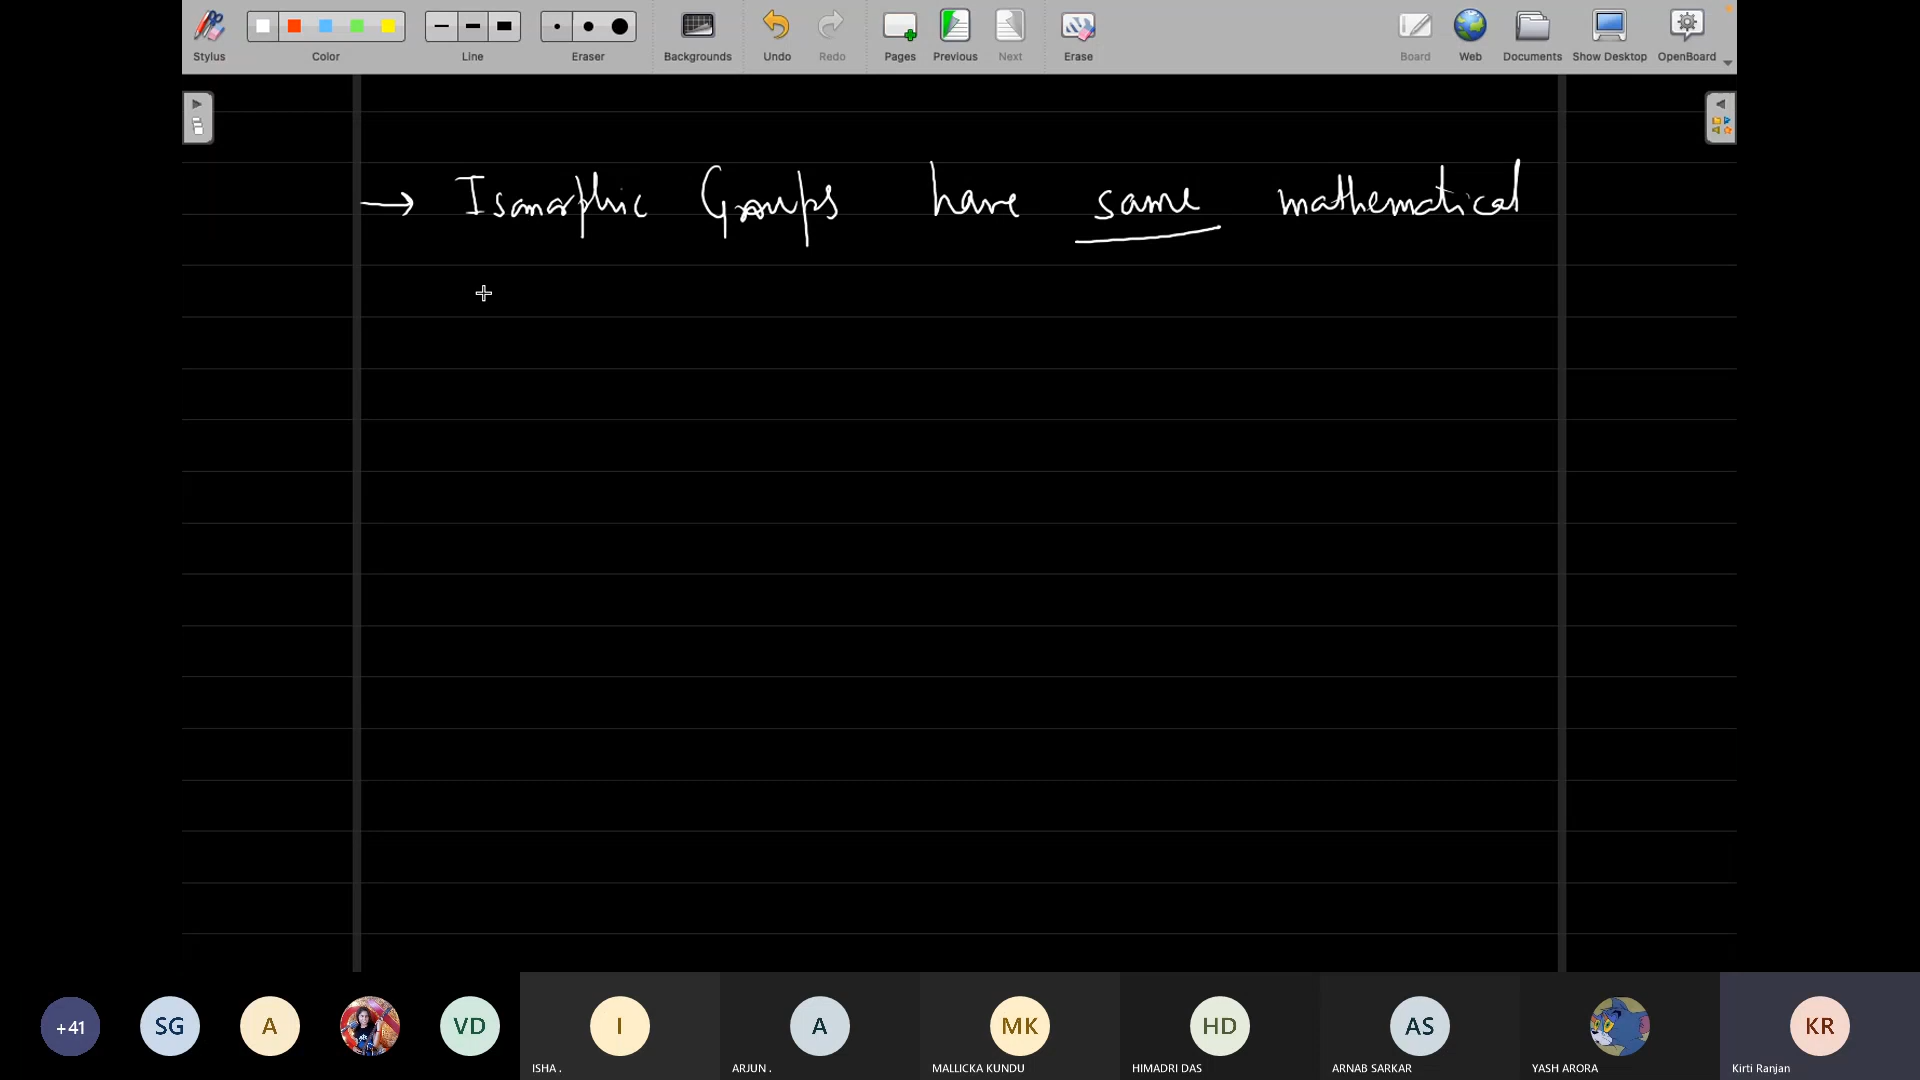 Stylus Color Line Eraser Backgrounds Undo Redo Pages Previous Next Erase Board Web Documents Show Desktop OpenBoard
→ Isomorphic Groups have same mathematical
+41 SG A VD I A MK HD AS KR
ISHA . ARJUN . MALLICKA KUNDU HIMADRI DAS ARNAB SARKAR YASH ARORA Kirti Ranjan